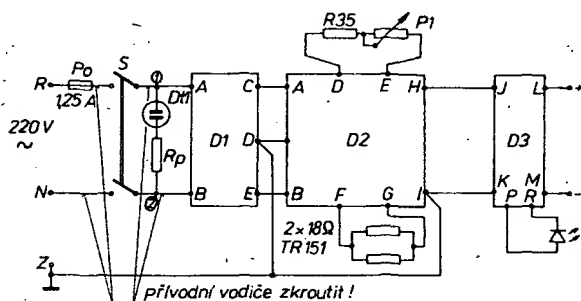 R35 P1
R Po S
1,25 A
Dt1
Rp
220 V
~
N
Z
A C A D E H J L +
D1 D D2 D3
B E B F G I K M -
P R
2×18Ω
TR 151
přívodní vodiče zkroutit!